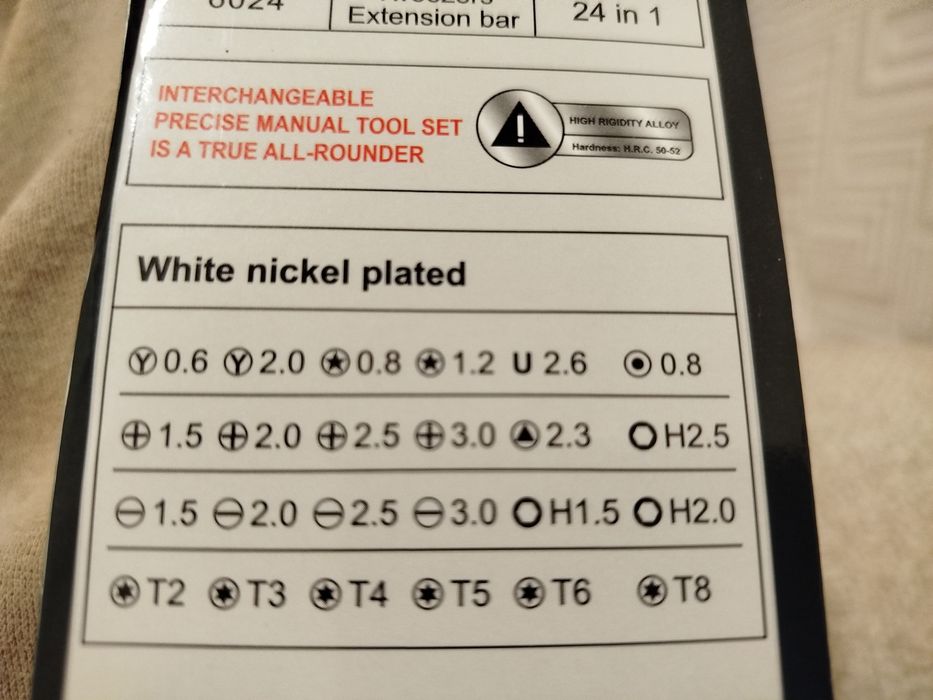 6024
Tweezers
Extension bar
24 in 1
INTERCHANGEABLE
PRECISE MANUAL TOOL SET
IS A TRUE ALL-ROUNDER
HIGH RIGIDITY ALLOY
Hardness: H.R.C. 50-52
White nickel plated
Y 0.6 Y 2.0 0.8 1.2 U 2.6 0.8
1.5 2.0 2.5 3.0 2.3 H2.5
1.5 2.0 2.5 3.0 H1.5 H2.0
T2 T3 T4 T5 T6 T8